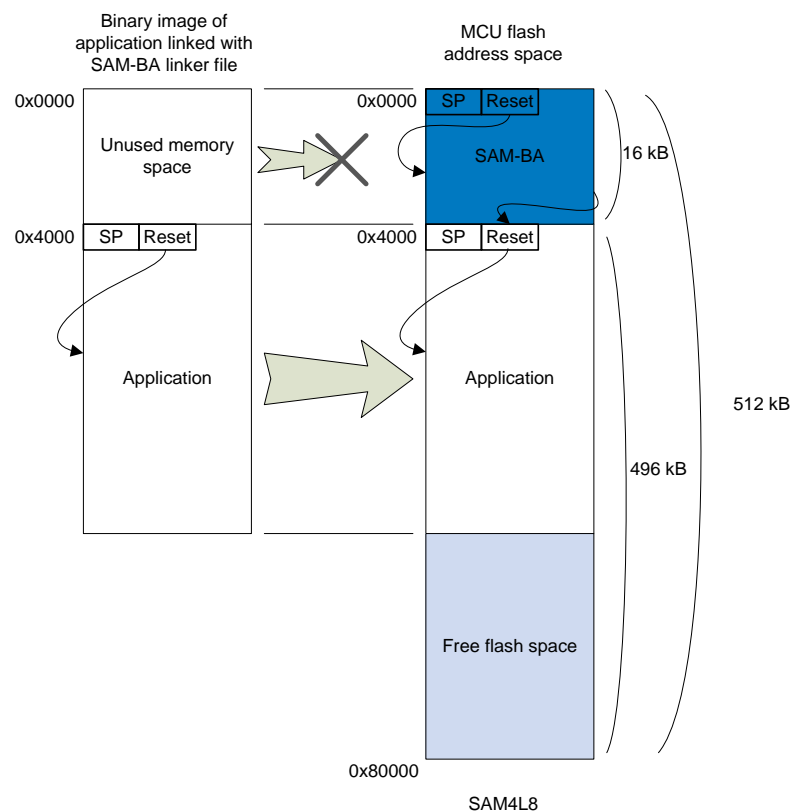 Binary image of
application linked with
SAM-BA linker file
MCU flash
address space
0x0000
0x0000
SP
Reset
Unused memory
space
SAM-BA
16 kB
0x4000
SP
Reset
0x4000
SP
Reset
Application
Application
512 kB
496 kB
Free flash space
0x80000
SAM4L8